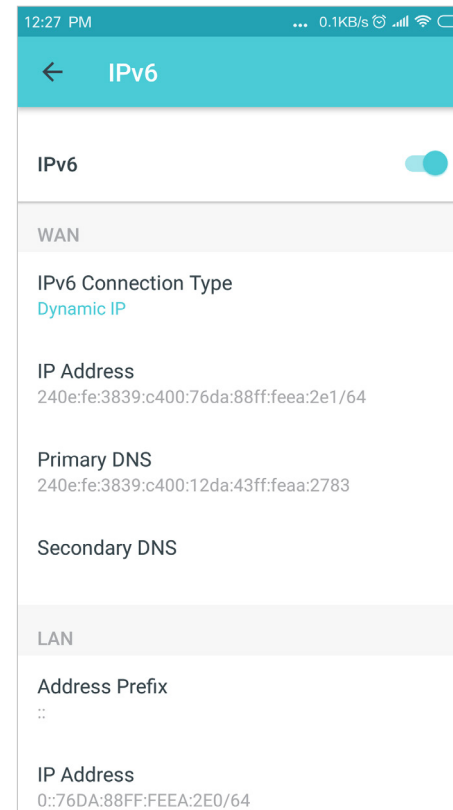 12:27 PM ... 0.1KB/s
IPv6
IPv6
WAN
IPv6 Connection Type
Dynamic IP
IP Address
240e:fe:3839:c400:76da:88ff:feea:2e1/64
Primary DNS
240e:fe:3839:c400:12da:43ff:feaa:2783
Secondary DNS
LAN
Address Prefix
::
IP Address
0::76DA:88FF:FEEA:2E0/64